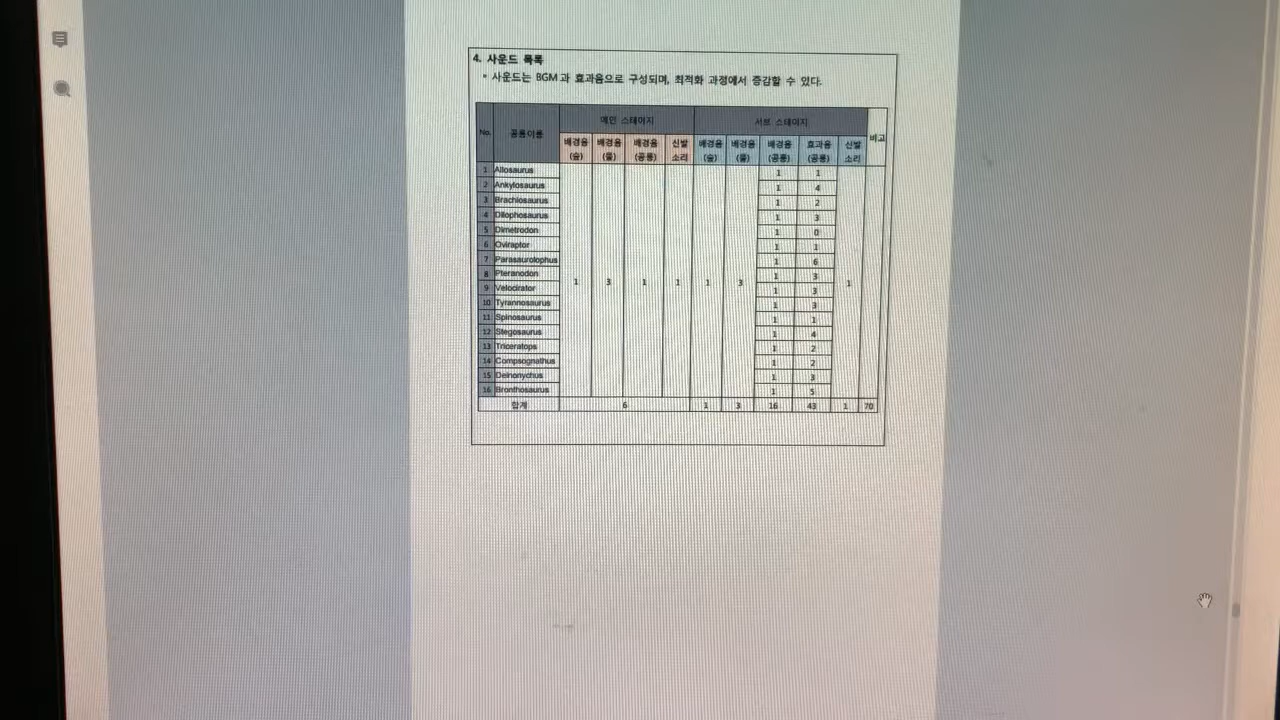 4. 사운드 목록
* 사운드는 BGM 과 효과음으로 구성되며, 최적화 과정에서 증감할 수 있다.
No. 공룡이름 메인 스테이지 서브 스테이지 비고
배경음 (숲) 배경음 (물) 배경음 (공룡) 신발 소리 배경음 (숲) 배경음 (물) 배경음 (공룡) 효과음 (공룡) 신발 소리
1 Allosaurus 1 1
2 Ankylosaurus 1 4
3 Brachiosaurus 1 2
4 Dilophosaurus 1 3
5 Dimetrodon 1 0
6 Oviraptor 1 1
7 Parasaurolophus 1 6
8 Pteranodon 1 3
9 Velocirator 1 3 1 1 1 3 1 3 1
10 Tyrannosaurus 1 3
11 Spinosaurus 1 1
12 Stegosaurus 1 4
13 Triceratops 1 2
14 Compsognathus 1 2
15 Deinonychus 1 3
16 Bronthosaurus 1 5
합계 6 1 3 16 43 1 70